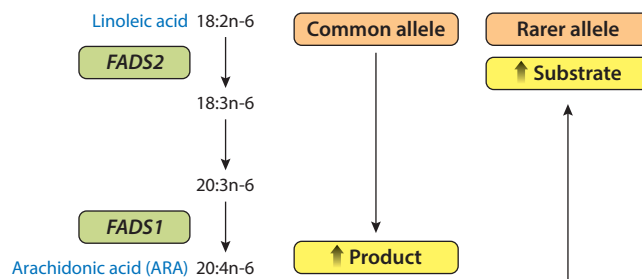 Linoleic acid 18:2n-6
Common allele
Rarer allele
FADS2
Substrate
18:3n-6
20:3n-6
FADS1
Product
Arachidonic acid (ARA) 20:4n-6